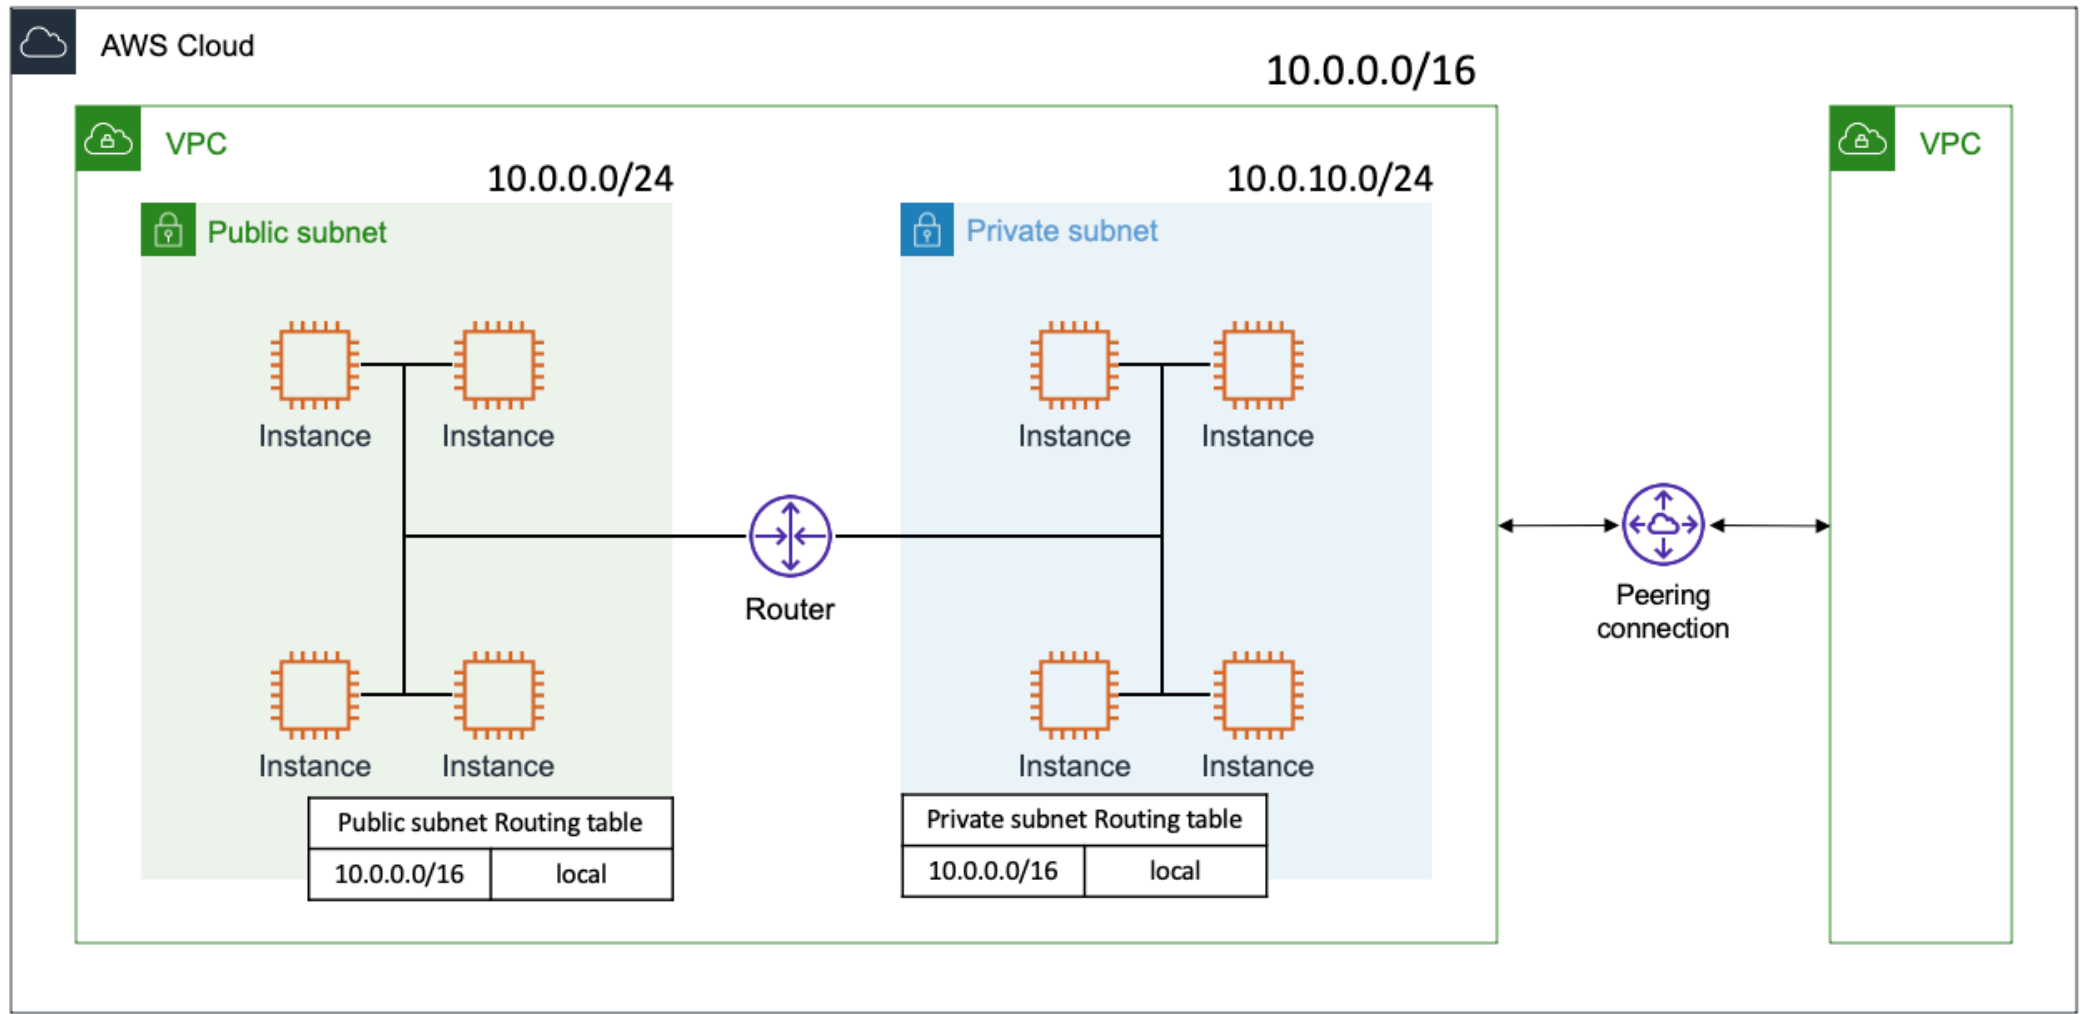 AWS Cloud
10.0.0.0/16
VPC
10.0.0.0/24
Public subnet
Instance
Instance
Instance
Instance
Public subnet Routing table
10.0.0.0/16
local
Router
10.0.10.0/24
Private subnet
Instance
Instance
Instance
Instance
Private subnet Routing table
10.0.0.0/16
local
Peering
connection
VPC